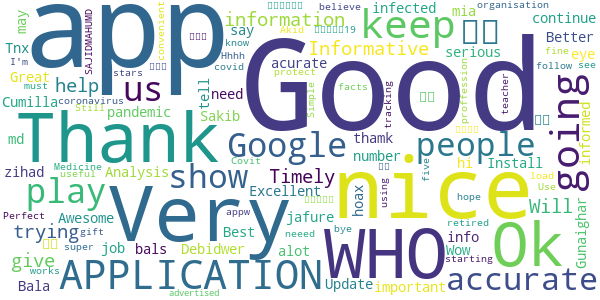 organisation
believe
convenient
may
app
say
information
infected
mia
continue
Tnx
SAJIDMAHUMD
keep
Better
I'm
know
Akid
Informative
serious
eye
fine
Great
stars
Hhhh
covid
acurate
protect
follow
see
must
help
us
Good
tell
need
Simple
facts
tracking
teacher
going
informed
Cumilla
coronavirus
Still
pandemic
Sakib
Thank
Google
people
md
Analysis
thamk
number
proffestion
zihad
Medicine
useful
Covit
hi
Install
load
Use
play
Very
show
Timely
nice
five
using
Gunaighar
Perfect
gift
Awesome
Excellent
jafure
hoax
Will
hope
retired
trying
super
job
bals
Best
Debidwer
neeed
bye
WHO
info
Wow
starting
Ok
give
works
Bala
APPLICATION
appw
alot
Update
important
accurate
advertised
19